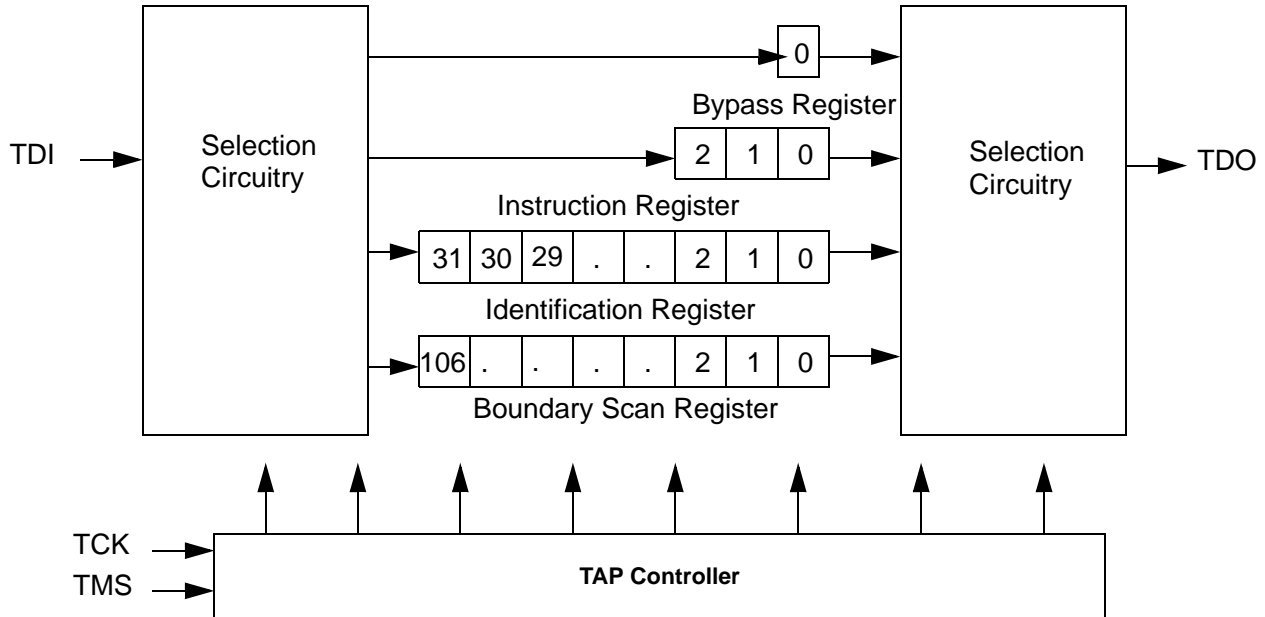 0
Bypass Register
TDI
Selection
Circuitry
2 1 0
Selection
Circuitry
TDO
Instruction Register
31 30 29 . . 2 1 0
Identification Register
106 . . . . 2 1 0
Boundary Scan Register
TCK
TMS
TAP Controller